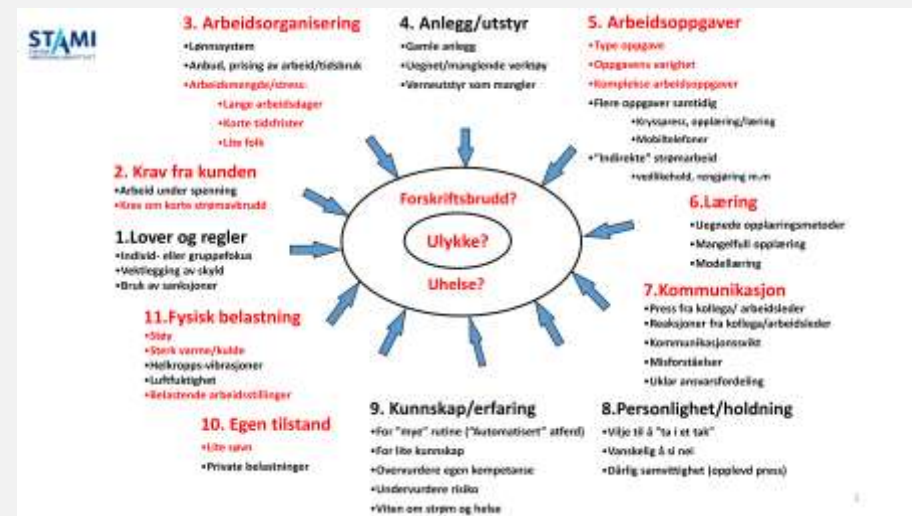 STAMI
3. Arbeidsorganisering
•Lønnssystem
•Anbud, prising av arbeid/tidsbruk
•Arbeidsmengde/stress:
•Lange arbeidsdager
•Korte tidsfrister
•Lite folk
4. Anlegg/utstyr
•Gamle anlegg
•Uegnet/manglende verktøy
•Verneutstyr som mangler
5. Arbeidsoppgaver
•Type oppgave
•Oppgavens varighet
•Komplekse arbeidsoppgaver
•Flere oppgaver samtidig
•Krysspress, opplæring/læring
•Mobiltelefoner
•"Indirekte" strømarbeid
•vedlikehold, rengjøring m.m
2. Krav fra kunden
•Arbeid under spenning
•Krav om korte strømavbrudd
1.Lover og regler
•Individ- eller gruppefokus
•Vektlegging av skyld
•Bruk av sanksjoner
Forskriftsbrudd?
Ulykke?
Uhelse?
6.Læring
•Uegnede opplæringsmetoder
•Mangelfull opplæring
•Modellæring
7.Kommunikasjon
•Press fra kollega/ arbeidsleder
•Reaksjoner fra kollega/arbeidsleder
•Kommunikasjonssvikt
•Misforståelser
•Uklar ansvarsfordeling
11.Fysisk belastning
•Støy
•Sterk varme/kulde
•Helkropps-vibrasjoner
•Luftfuktighet
•Belastende arbeidsstillinger
10. Egen tilstand
•Lite søvn
•Private belastninger
9. Kunnskap/erfaring
•For "mye" rutine ("Automatisert" atferd)
•For lite kunnskap
•Overvurdere egen kompetanse
•Undervurdere risiko
•Viten om strøm og helse
8.Personlighet/holdning
•Vilje til å "ta i et tak"
•Vanskelig å si nei
•Dårlig samvittighet (opplevd press)